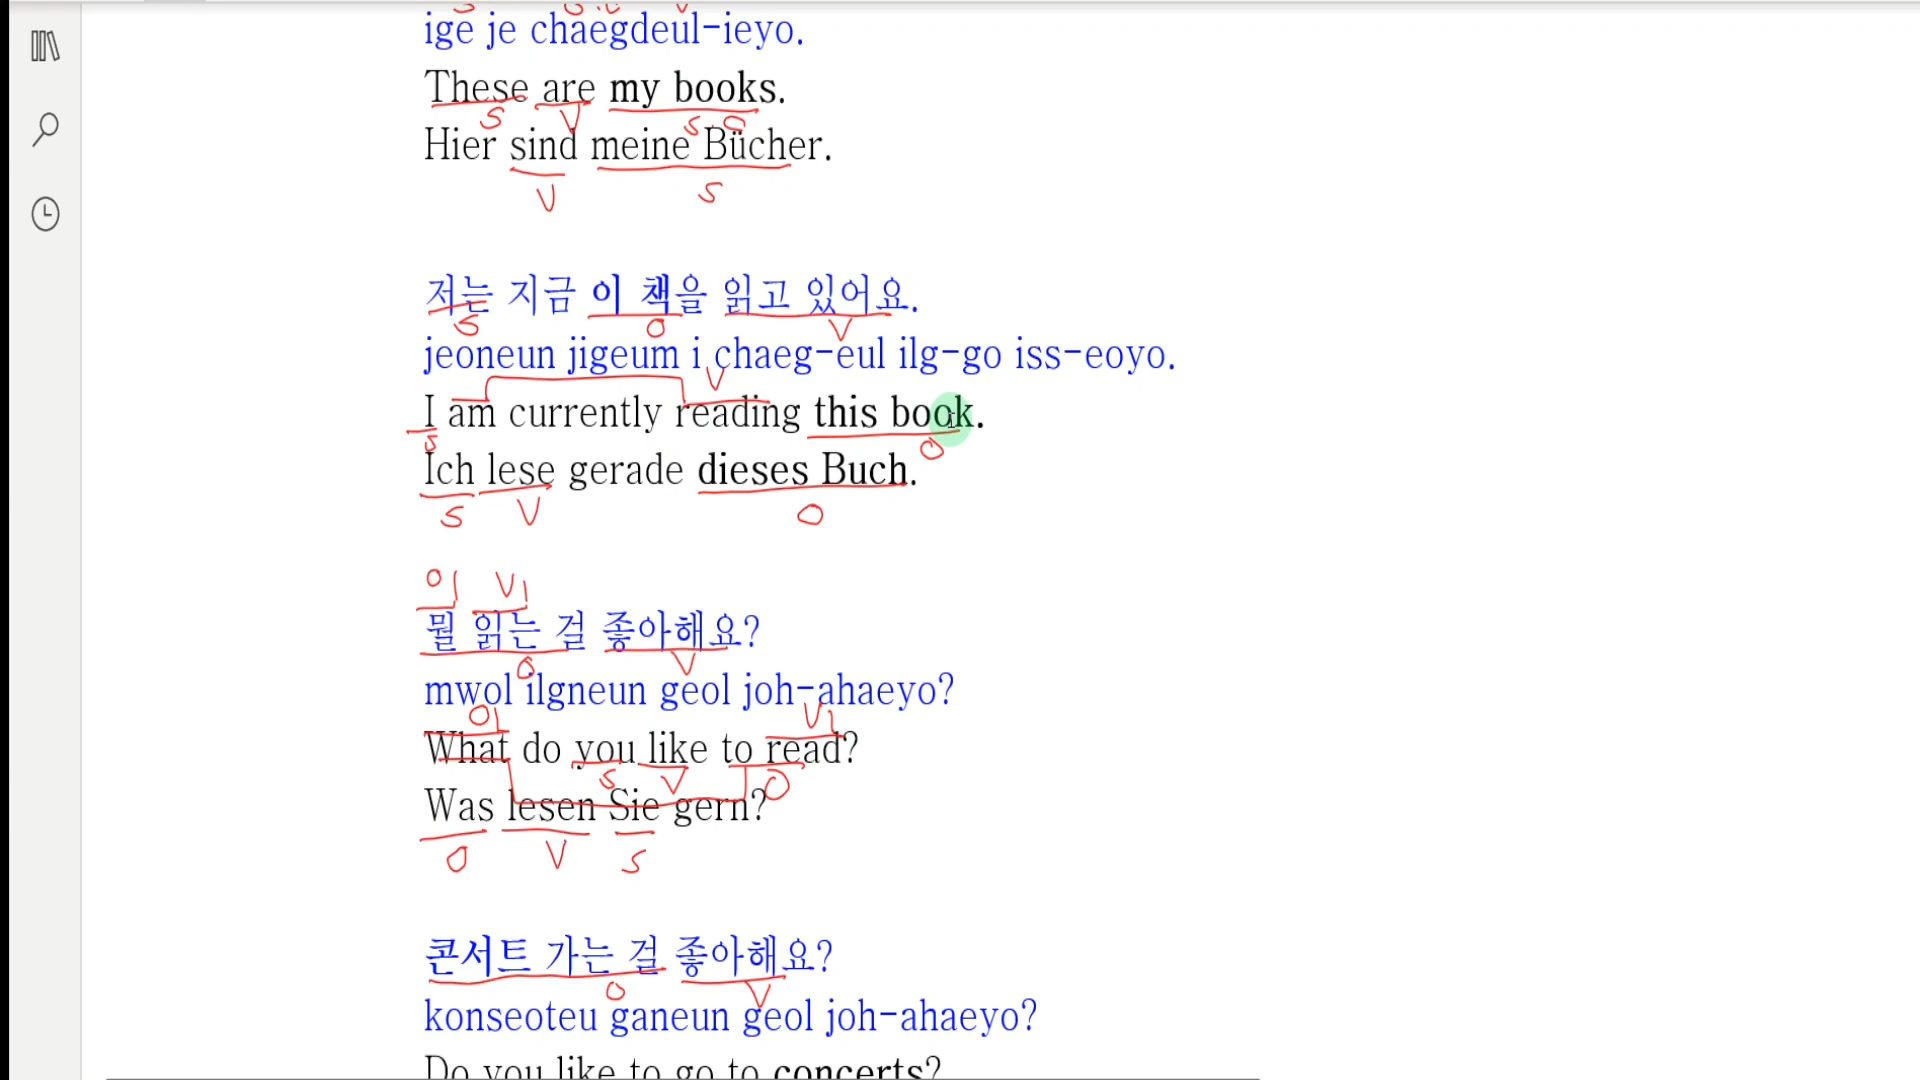 ige je chaegdeul-ieyo.
These are my books.
S V S.C
Hier sind meine Bücher.
V S
저는 지금 이 책을 읽고 있어요.
S O V
jeoneun jigeum i chaeg-eul ilg-go iss-eoyo.
V
I am currently reading this book.
S O
Ich lese gerade dieses Buch.
S V O
O1 V1
뭘 읽는 걸 좋아해요?
O V
mwol ilgneun geol joh-ahaeyo?
O1 V1
What do you like to read?
S V O
Was lesen Sie gern?
O V S
콘서트 가는 걸 좋아해요?
O V
konseoteu ganeun geol joh-ahaeyo?
Do you like to go to concerts?